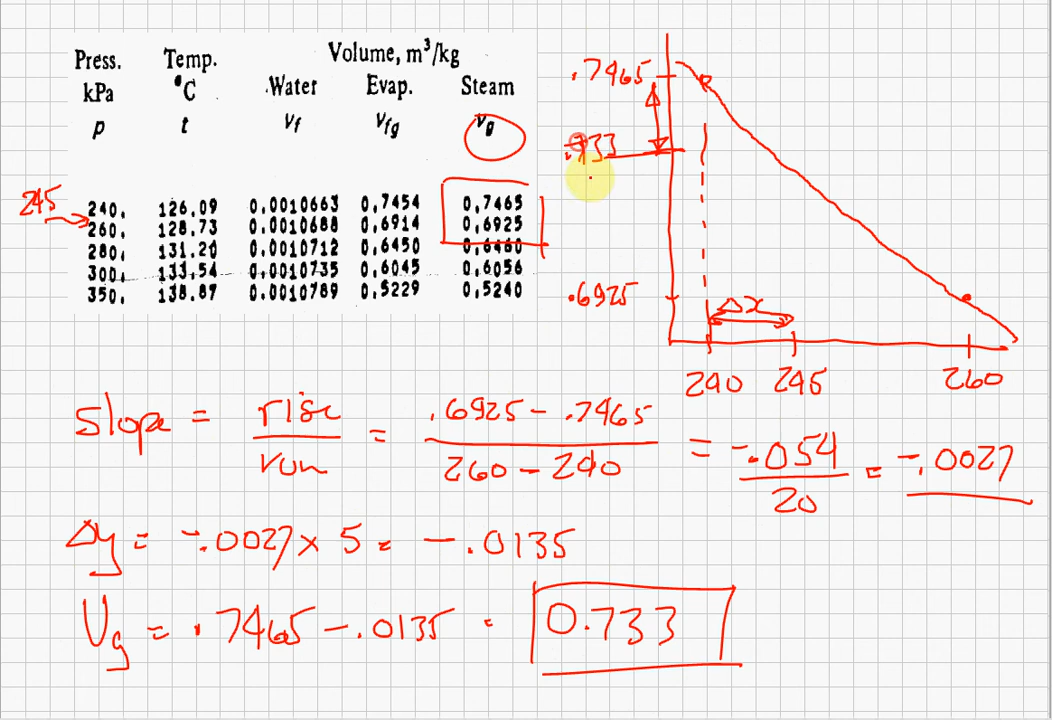 Press. Temp. Volume, m³/kg
kPa °C Water Evap. Steam
p t Vf Vfg Vg
245
240. 126.09 0.0010663 0.7454 0.7465
260. 128.73 0.0010688 0.6914 0.6925
280. 131.20 0.0010712 0.6450 0.6460
300. 133.54 0.0010735 0.6045 0.6056
350. 138.87 0.0010789 0.5229 0.5240
.7465
.733
.6925
Δx
240 245 260
Slope = rise/run = .6925 - .7465 / 260 - 240 = -.054/20 = -.0027
Δy = -.0027 x 5 = -.0135
Vg = .7465 - .0135 = 0.733